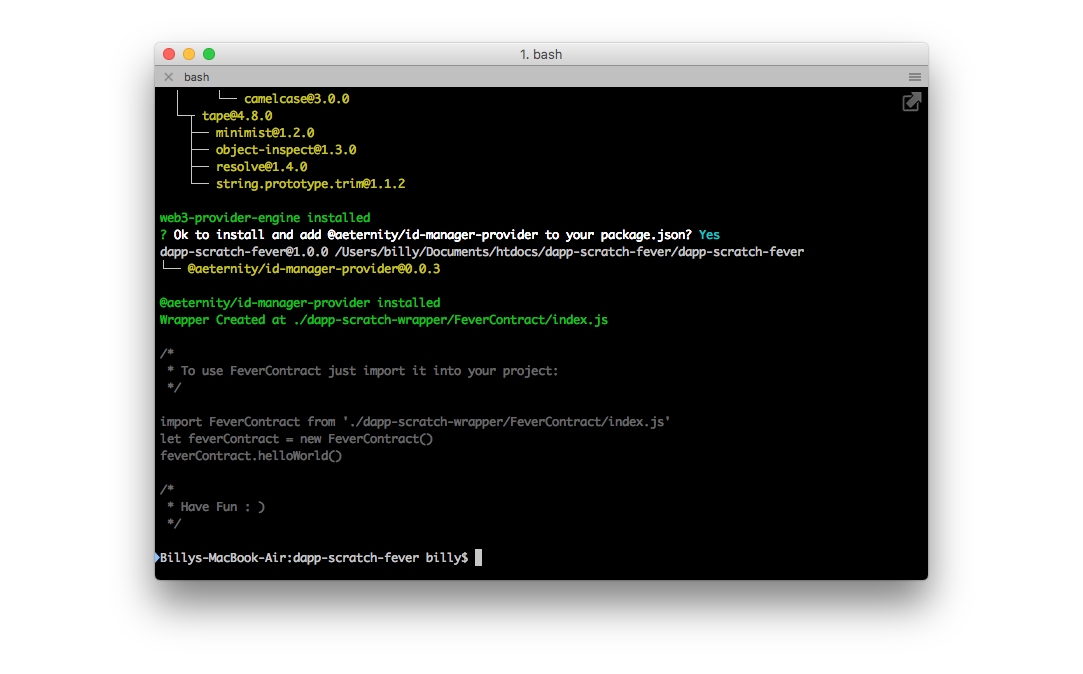 1. bash
bash
camelcase@3.0.0
tape@4.8.0
minimist@1.2.0
object-inspect@1.3.0
resolve@1.4.0
string.prototype.trim@1.1.2
web3-provider-engine installed
? Ok to install and add @aeternity/id-manager-provider to your package.json? Yes
dapp-scratch-fever@1.0.0 /Users/billy/Documents/htdocs/dapp-scratch-fever/dapp-scratch-fever
└── @aeternity/id-manager-provider@0.0.3
@aeternity/id-manager-provider installed
Wrapper Created at ./dapp-scratch-wrapper/FeverContract/index.js
/*
* To use FeverContract just import it into your project:
*/
import FeverContract from './dapp-scratch-wrapper/FeverContract/index.js'
let feverContract = new FeverContract()
feverContract.helloWorld()
/*
* Have Fun : )
*/
Billys-MacBook-Air:dapp-scratch-fever billy$